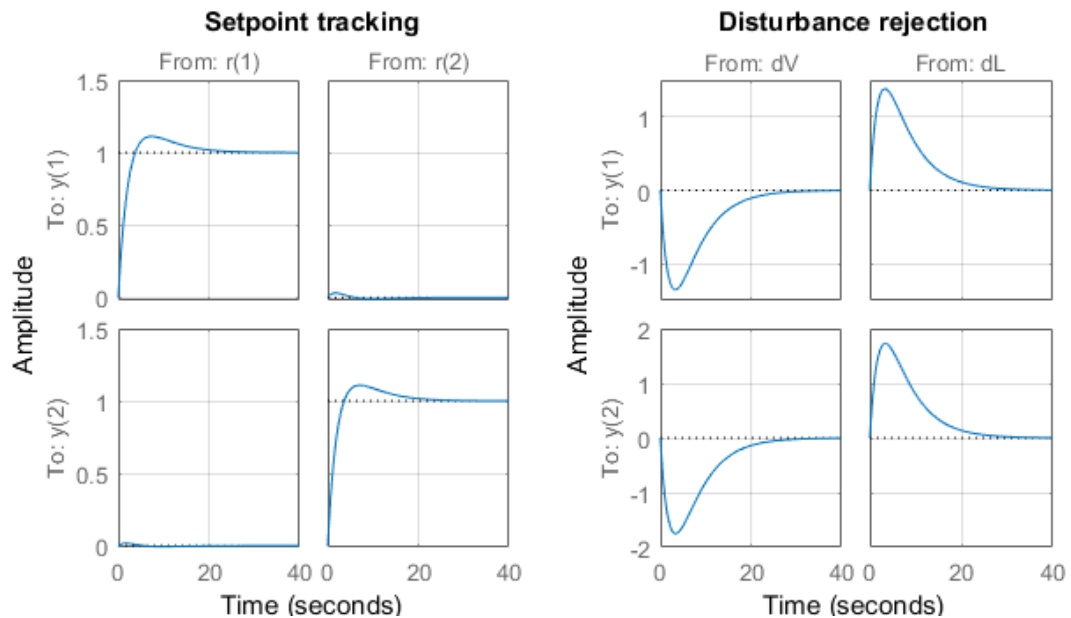 Setpoint tracking
From: r(1)
From: r(2)
To: y(1)
1.5
1
0.5
0
Amplitude
To: y(2)
1.5
1
0.5
0
0
20
40
0
20
40
Time (seconds)
Disturbance rejection
From: dV
From: dL
To: y(1)
1
0
-1
Amplitude
To: y(2)
2
1
0
-1
-2
0
20
40
0
20
40
Time (seconds)